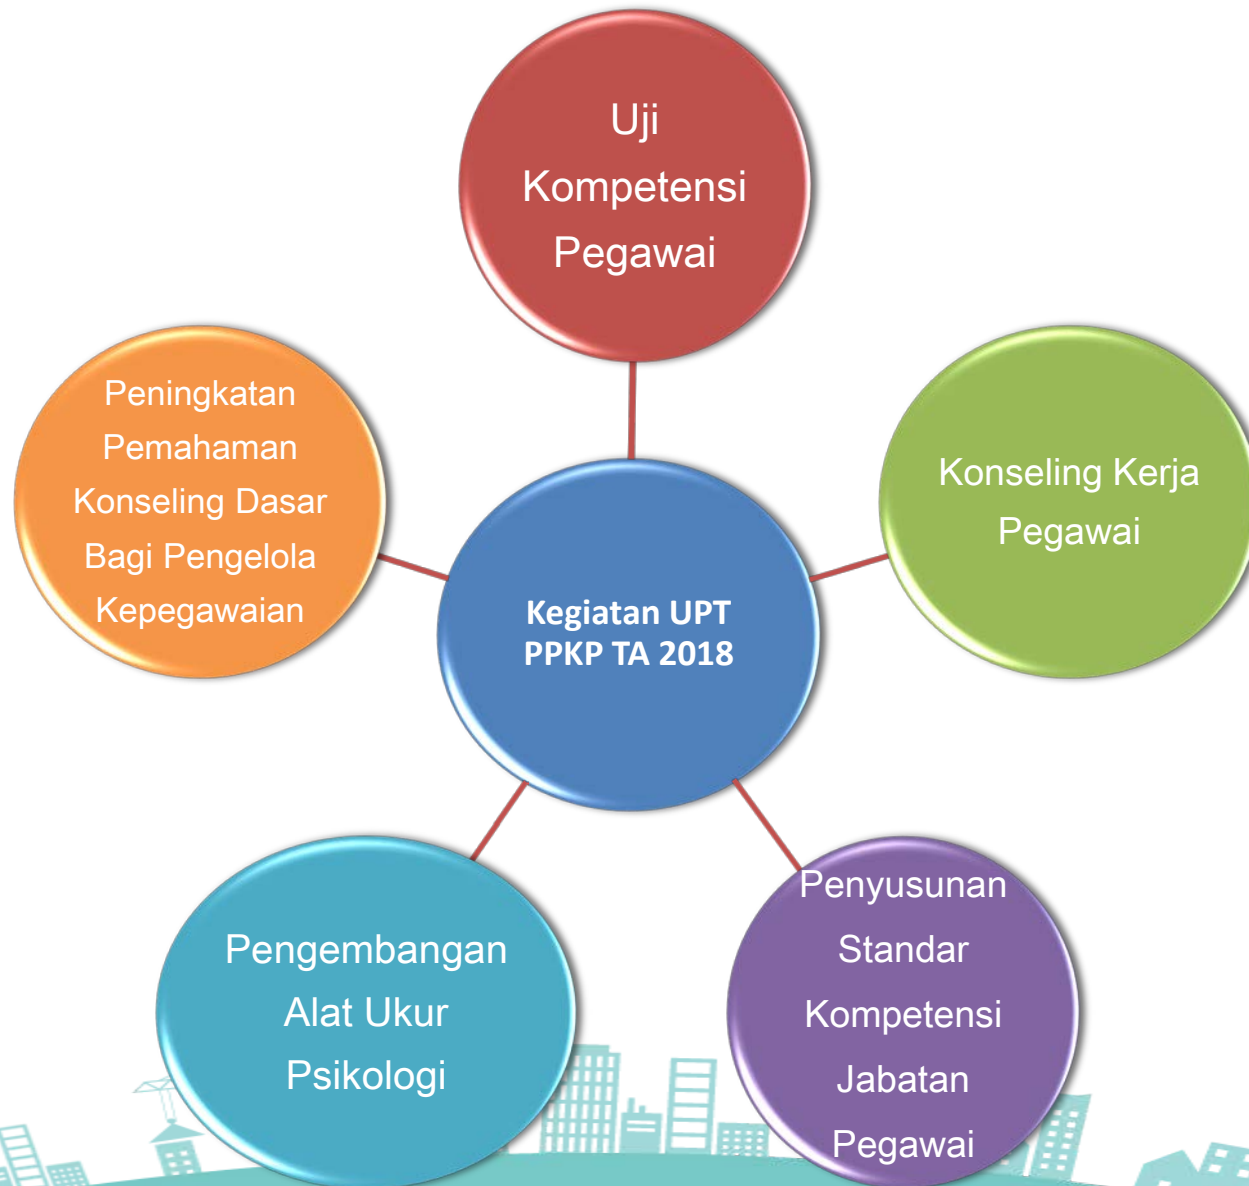 Uji
Kompetensi
Pegawai
Konseling Kerja
Pegawai
Penyusunan
Standar
Kompetensi
Jabatan
Pegawai
Pengembangan
Alat Ukur
Psikologi
Peningkatan
Pemahaman
Konseling Dasar
Bagi Pengelola
Kepegawaian
Kegiatan UPT
PPKP TA 2018